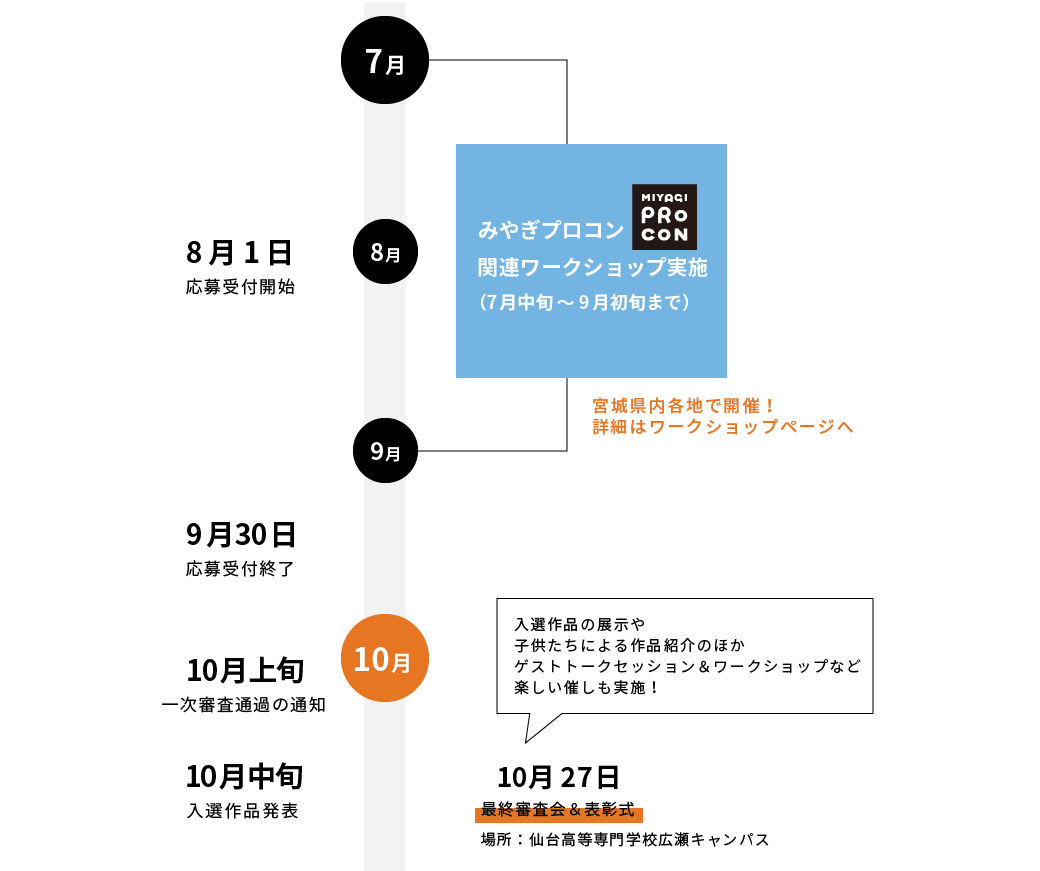 7月
MIYAGI
PRO
CON
みやぎプロコン
関連ワークショップ実施
（7月中旬～9月初旬まで）
8月1日
応募受付開始
8月
宮城県内各地で開催！
詳細はワークショップページへ
9月
9月30日
応募受付終了
10月
入選作品の展示や
子供たちによる作品紹介のほか
ゲストトークセッション＆ワークショップなど
楽しい催しも実施！
10月上旬
一次審査通過の通知
10月中旬
入選作品発表
10月27日
最終審査会＆表彰式
場所：仙台高等専門学校広瀬キャンパス